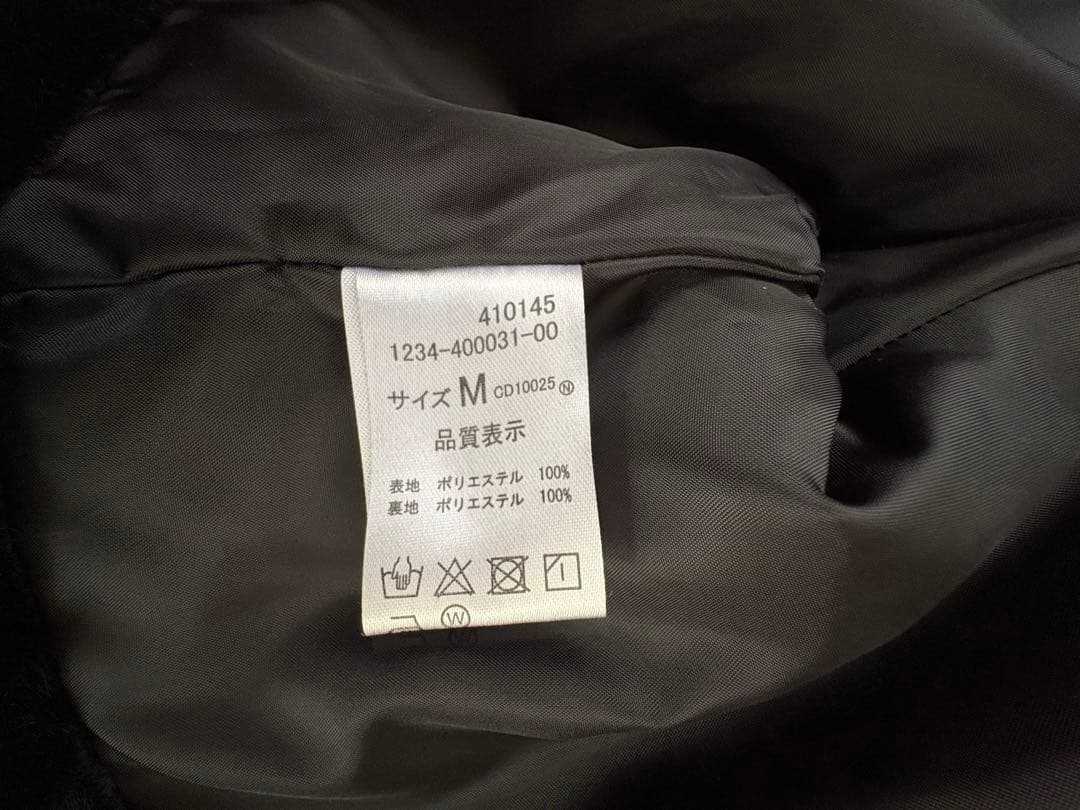 410145
1234-400031-00
サイズ M CD10025 Ⓝ
品質表示
表地 ポリエステル 100%
裏地 ポリエステル 100%
Ⓦ